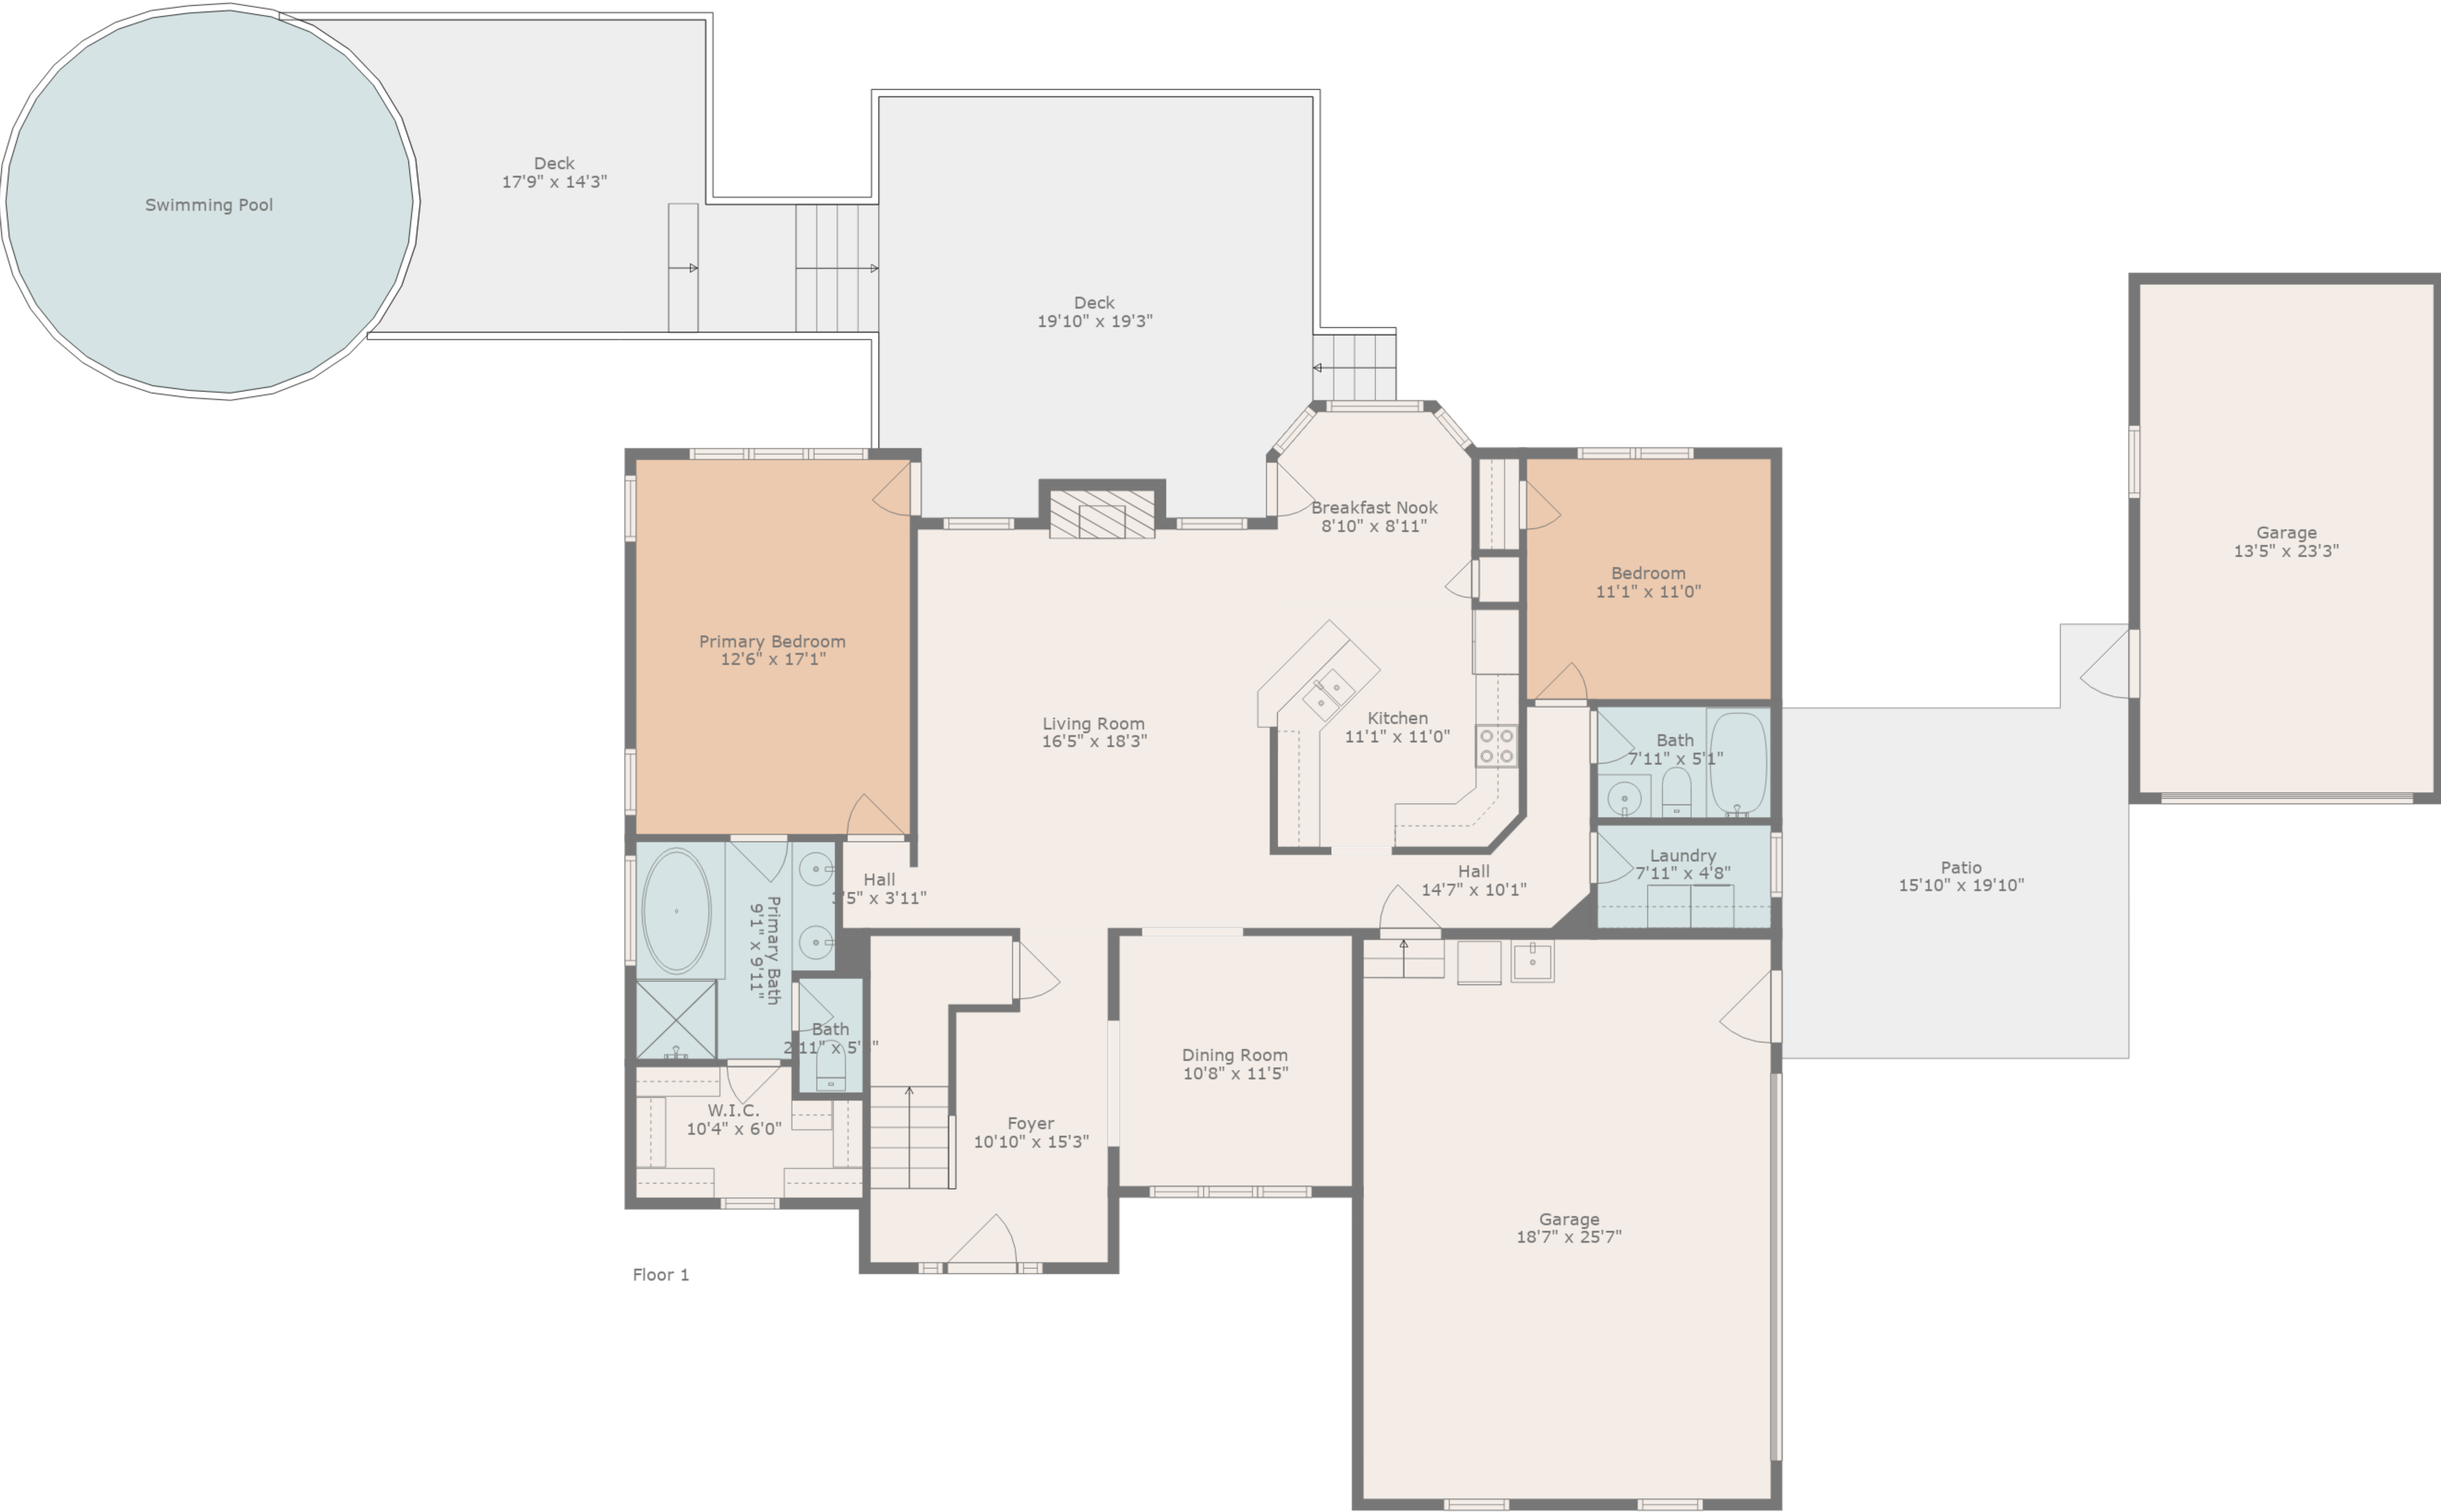 Swimming Pool
Deck
17'9" x 14'3"
Deck
19'10" x 19'3"
Breakfast Nook
8'10" x 8'11"
Garage
13'5" x 23'3"
Bedroom
11'1" x 11'0"
Primary Bedroom
12'6" x 17'1"
Living Room
16'5" x 18'3"
Kitchen
11'1" x 11'0"
Bath
7'11" x 5'1"
Laundry
7'11" x 4'8"
Hall
3'5" x 3'11"
Hall
14'7" x 10'1"
Patio
15'10" x 19'10"
Primary Bath
9'1" x 9'11"
Bath
2'11" x
Dining Room
10'8" x 11'5"
W.I.C.
10'4" x 6'0"
Foyer
10'10" x 15'3"
Garage
18'7" x 25'7"
Floor 1